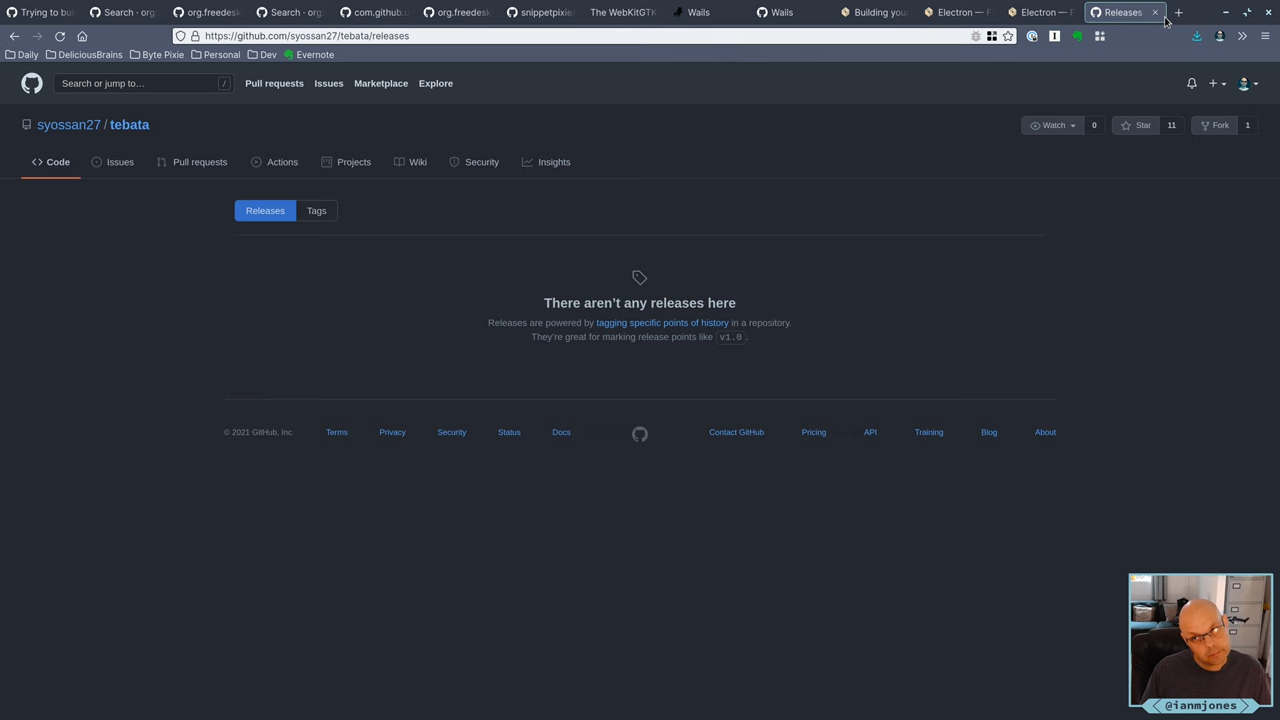 Trying to bui
Search · org
org.freedesk
Search · org
com.github.u
org.freedesk
snippetpixie/
The WebKitGTK
Wails
Wails
Building your
Electron — F
Electron — F
Releases
https://github.com/syossan27/tebata/releases
Daily
DeliciousBrains
Byte Pixie
Personal
Dev
Evernote
Search or jump to…
/
Pull requests
Issues
Marketplace
Explore
syossan27 / tebata
Watch
0
Star
11
Fork
1
Code
Issues
Pull requests
Actions
Projects
Wiki
Security
Insights
Releases
Tags
There aren’t any releases here
Releases are powered by tagging specific points of history in a repository.
They’re great for marking release points like v1.0.
© 2021 GitHub, Inc.
Terms
Privacy
Security
Status
Docs
Contact GitHub
Pricing
API
Training
Blog
About
@ianmjones